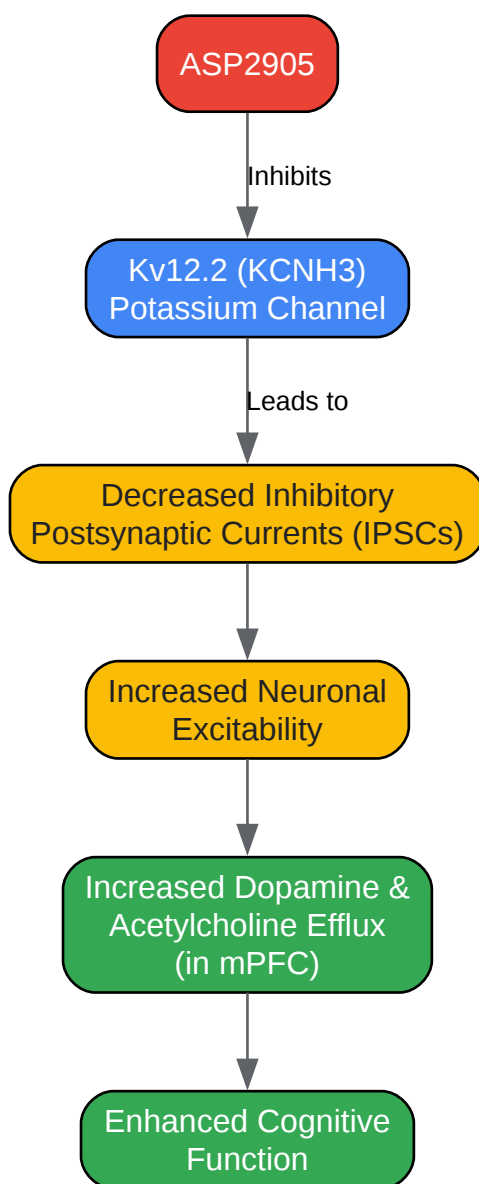 ASP2905
Inhibits
Kv12.2 (KCNH3)
Potassium Channel
Leads to
Decreased Inhibitory
Postsynaptic Currents (IPSCs)
Increased Neuronal
Excitability
Increased Dopamine &
Acetylcholine Efflux
(in mPFC)
Enhanced Cognitive
Function